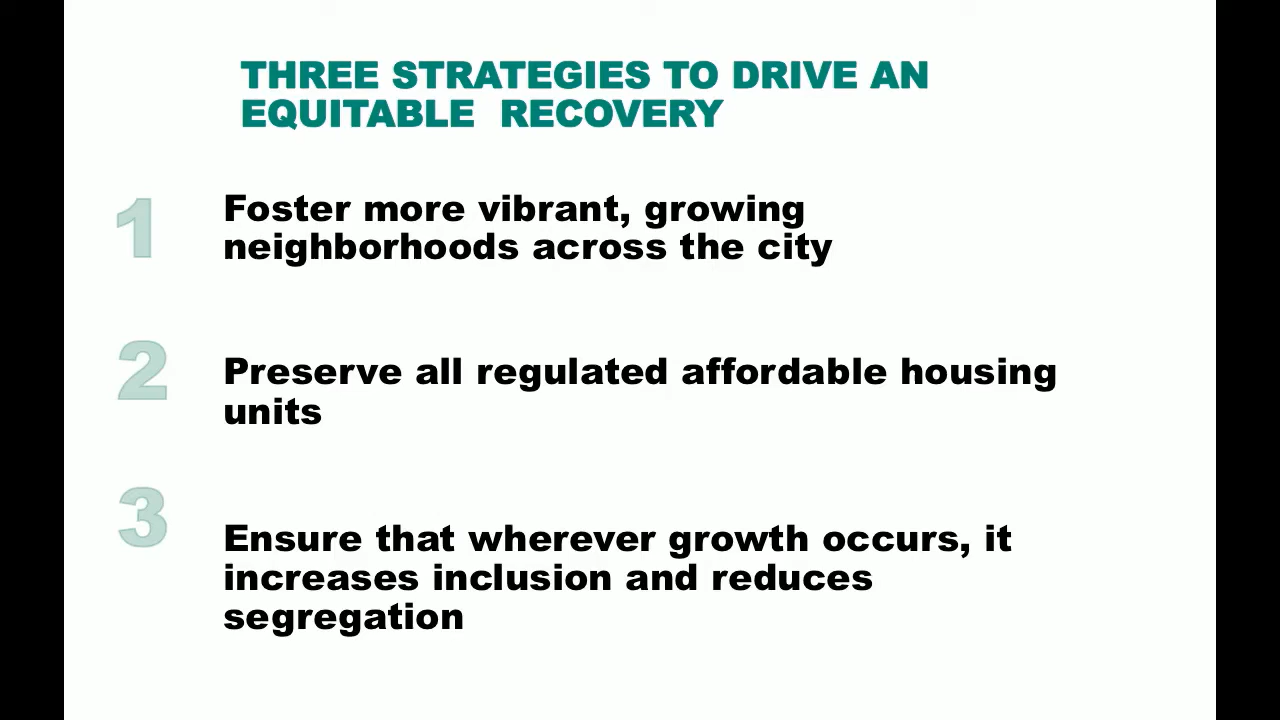 THREE STRATEGIES TO DRIVE AN
EQUITABLE RECOVERY
1
Foster more vibrant, growing
neighborhoods across the city
2
Preserve all regulated affordable housing
units
3
Ensure that wherever growth occurs, it
increases inclusion and reduces
segregation